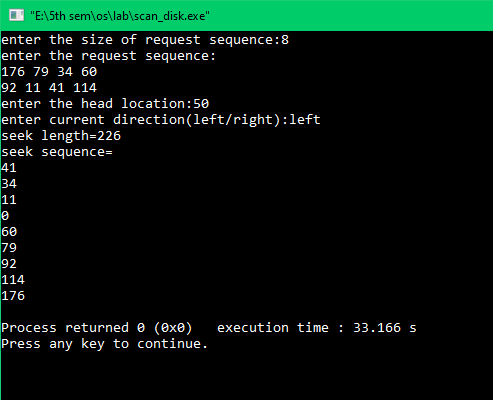 "E:\5th sem\os\lab\scan_disk.exe"
enter the size of request sequence:8
enter the request sequence:
176 79 34 60
92 11 41 114
enter the head location:50
enter current direction(left/right):left
seek length=226
seek sequence=
41
34
11
0
60
79
92
114
176
Process returned 0 (0x0)   execution time : 33.166 s
Press any key to continue.